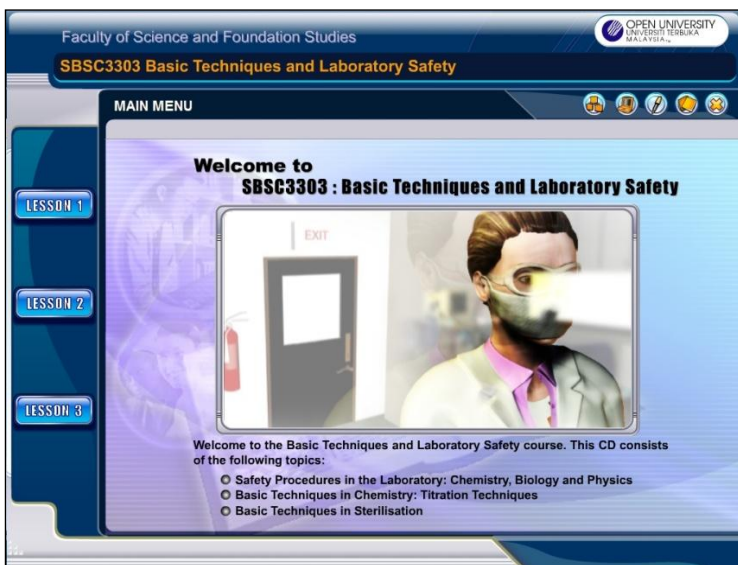 Faculty of Science and Foundation Studies
OPEN UNIVERSITY
UNIVERSITI TERBUKA
MALAYSIA
SBSC3303 Basic Techniques and Laboratory Safety
MAIN MENU
Welcome to
SBSC3303 : Basic Techniques and Laboratory Safety
LESSON 1
EXIT
LESSON 2
LESSON 3
Welcome to the Basic Techniques and Laboratory Safety course. This CD consists
of the following topics:
Safety Procedures in the Laboratory: Chemistry, Biology and Physics
Basic Techniques in Chemistry: Titration Techniques
Basic Techniques in Sterilisation